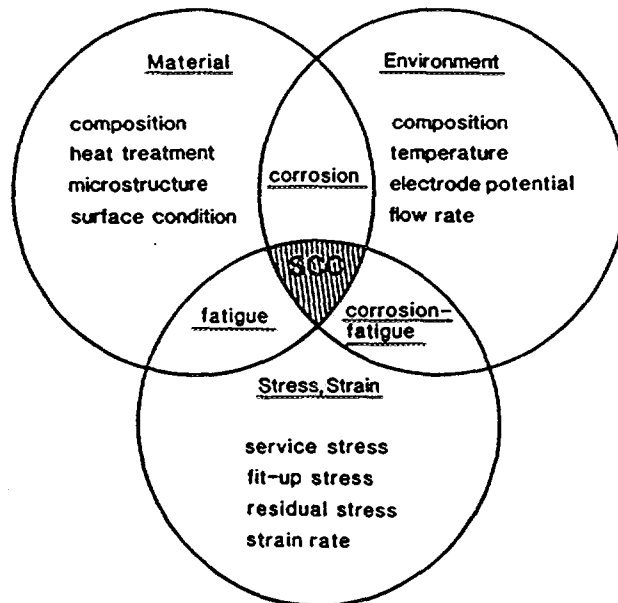 Material
composition
heat treatment
microstructure
surface condition
Environment
composition
temperature
electrode potential
flow rate
corrosion
SCC
fatigue
corrosion-
fatigue
Stress, Strain
service stress
fit-up stress
residual stress
strain rate